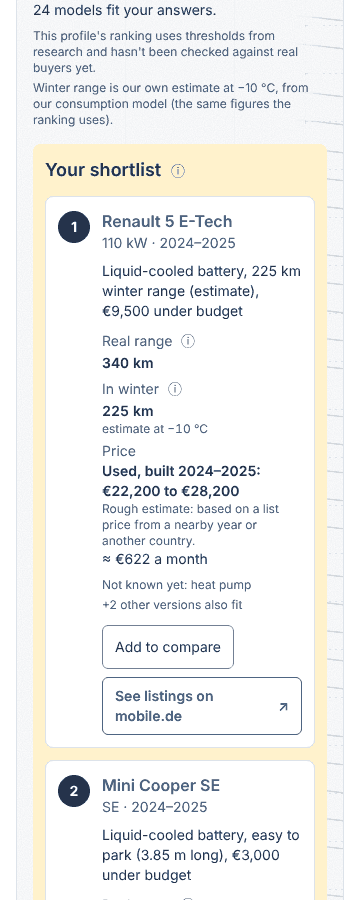 24 models fit your answers.
This profile's ranking uses thresholds from
research and hasn't been checked against real
buyers yet.
Winter range is our own estimate at −10 °C, from
our consumption model (the same figures the
ranking uses).
Your shortlist ⓘ
1
Renault 5 E-Tech
110 kW · 2024–2025
Liquid-cooled battery, 225 km
winter range (estimate),
€9,500 under budget
Real range ⓘ
340 km
In winter ⓘ
225 km
estimate at −10 °C
Price
Used, built 2024–2025:
€22,200 to €28,200
Rough estimate: based on a list
price from a nearby year or
another country.
≈ €622 a month
Not known yet: heat pump
+2 other versions also fit
Add to compare
See listings on
mobile.de
2
Mini Cooper SE
SE · 2024–2025
Liquid-cooled battery, easy to
park (3.85 m long), €3,000
under budget